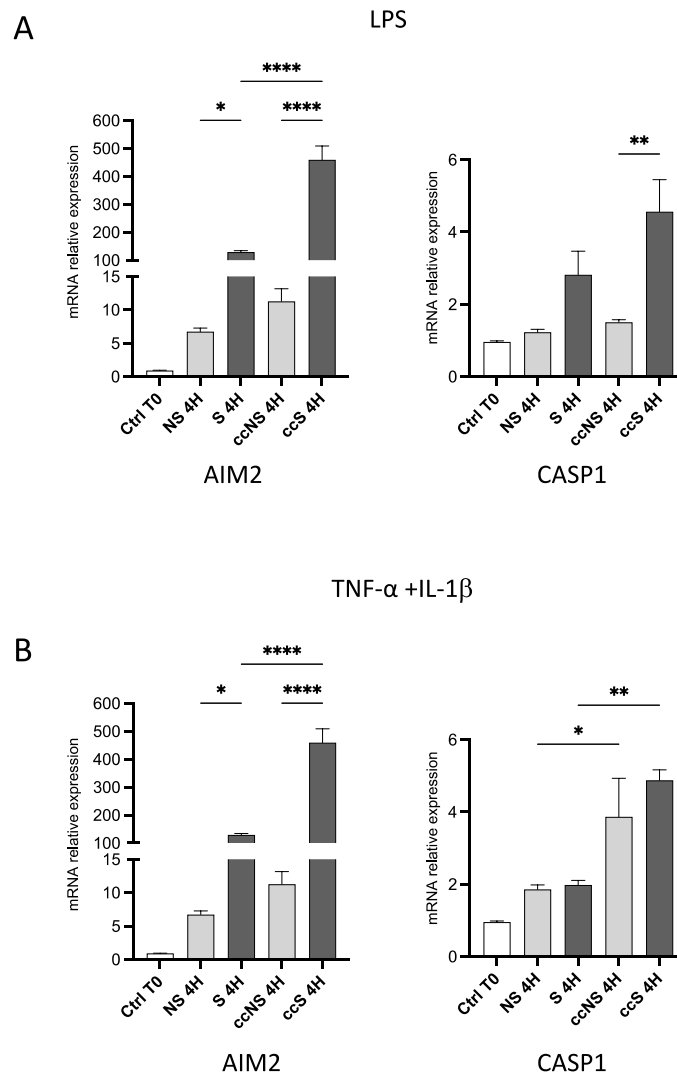 A
LPS
****
* ****
mRNA relative expression
600
500
400
300
200
100
15
10
5
0
Ctrl T0 NS 4H S 4H ccNS 4H ccS 4H
AIM2
**
mRNA relative expression
6
4
2
0
Ctrl T0 NS 4H S 4H ccNS 4H ccS 4H
CASP1
TNF-α +IL-1β
B
****
* ****
mRNA relative expression
600
500
400
300
200
100
15
10
5
0
Ctrl T0 NS 4H S 4H ccNS 4H ccS 4H
AIM2
**
*
mRNA relative expression
6
4
2
0
Ctrl T0 NS 4H S 4H ccNS 4H ccS 4H
CASP1